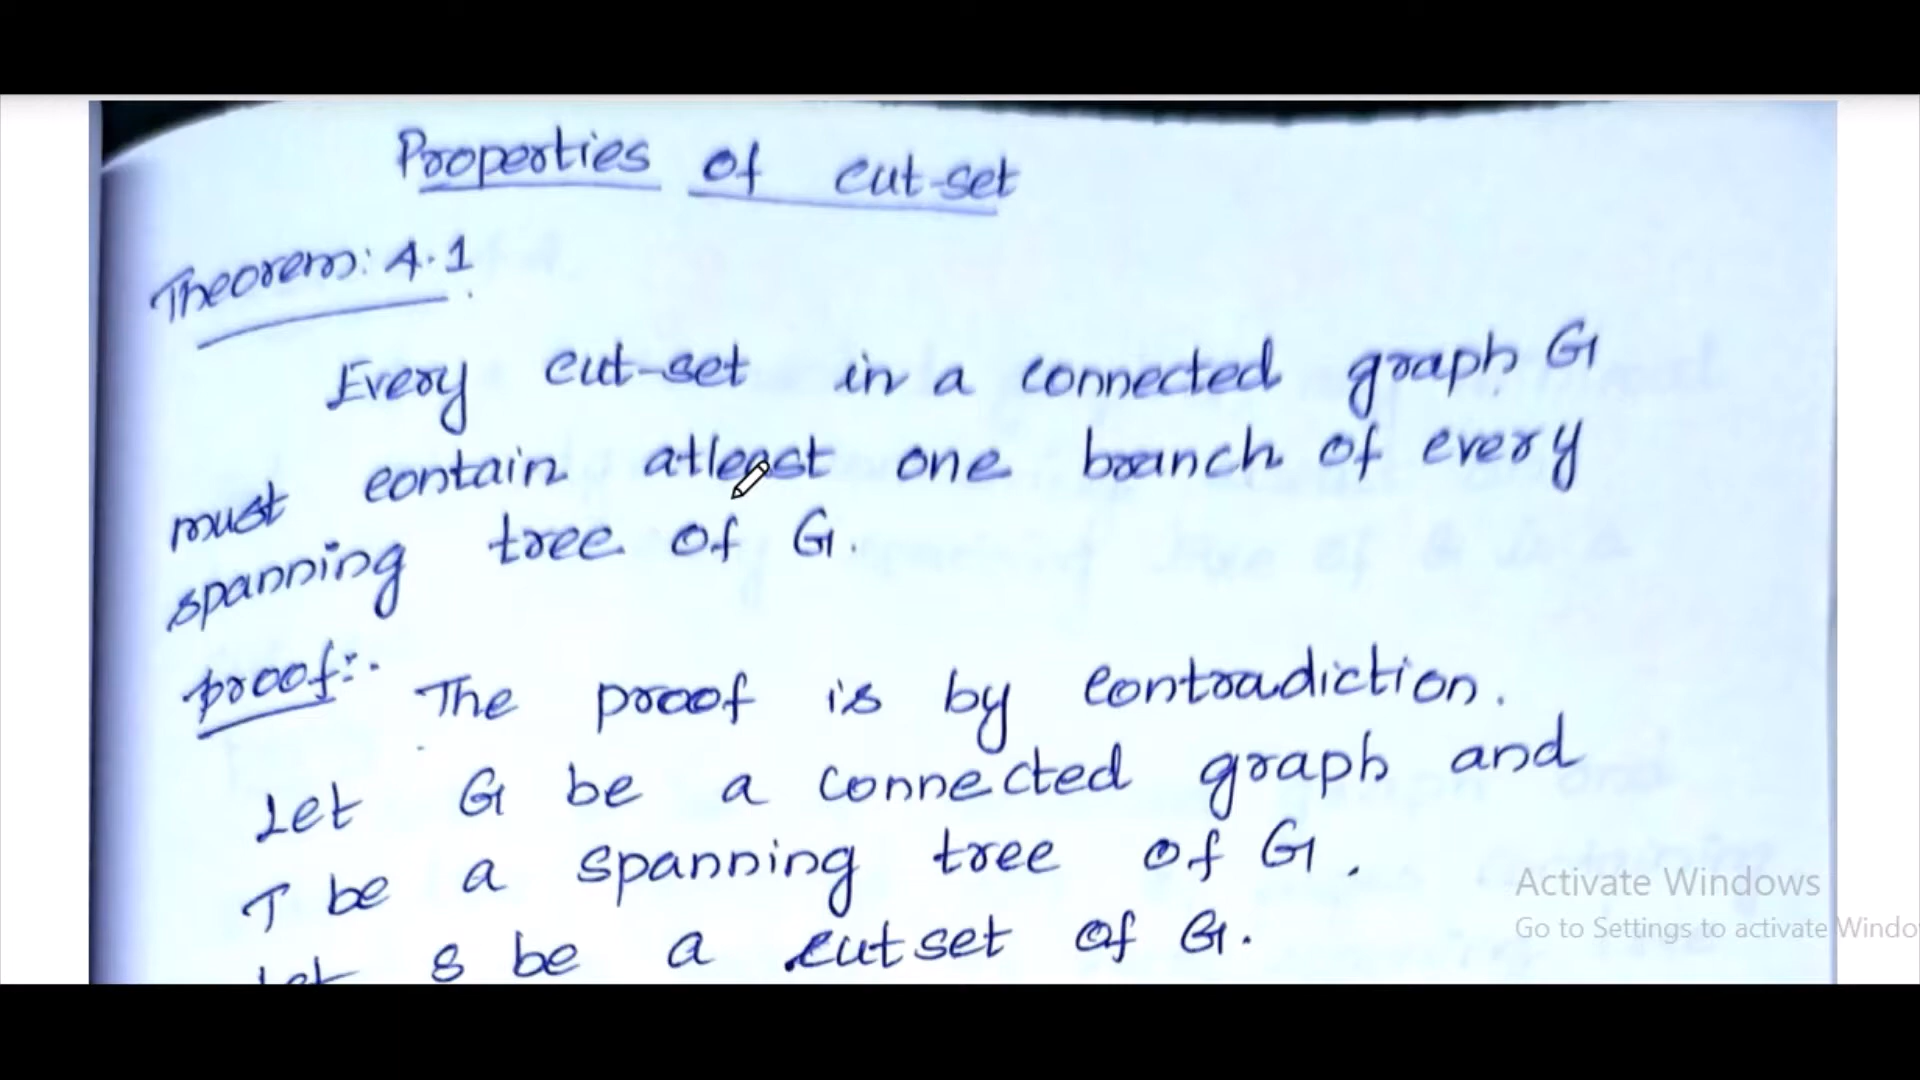 Properties of cut-set
Theorem: 4.1
Every cut-set in a connected graph G
must contain atleast one branch of every
spanning tree of G.
proof:-
The proof is by contradiction.
Let G be a connected graph and
T be a spanning tree of G.
Let S be a cutset of G.
Activate Windows
Go to Settings to activate Windo